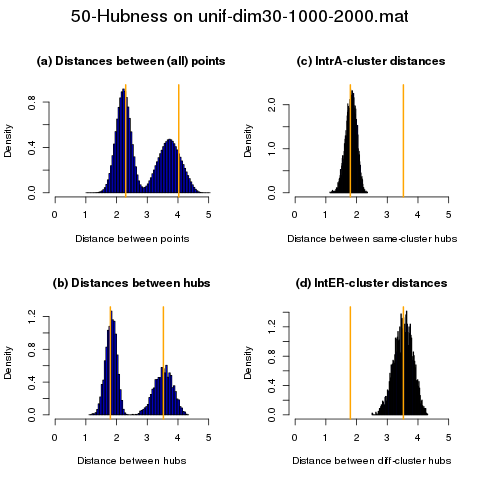 50-Hubness on unif-dim30-1000-2000.mat
(a) Distances between (all) points
Density
0.0
0.4
0.8
0 1 2 3 4 5
Distance between points
(c) IntrA-cluster distances
Density
0.0
1.0
2.0
0 1 2 3 4 5
Distance between same-cluster hubs
(b) Distances between hubs
Density
0.0
0.4
0.8
1.2
0 1 2 3 4 5
Distance between hubs
(d) IntER-cluster distances
Density
0.0
0.4
0.8
1.2
0 1 2 3 4 5
Distance between diff-cluster hubs